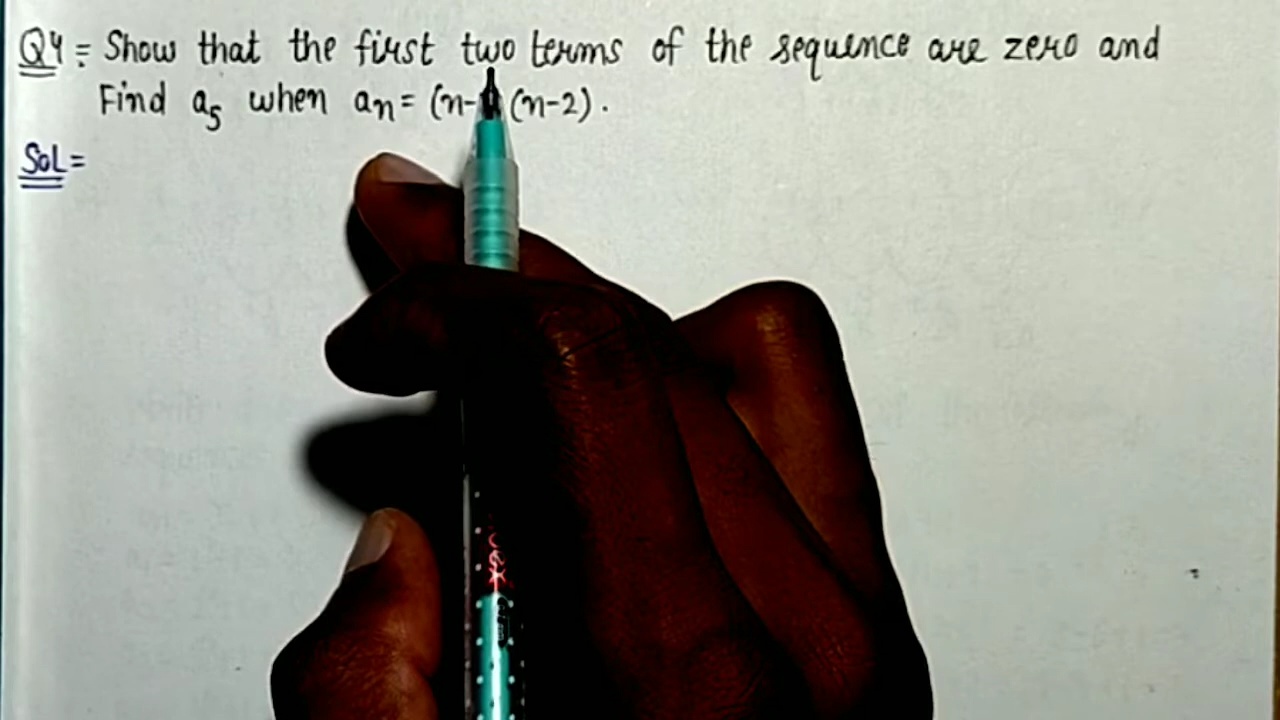 Q4 = Show that the first two terms of the sequence are zero and
Find a5 when an = (n- (n-2).
Sol =